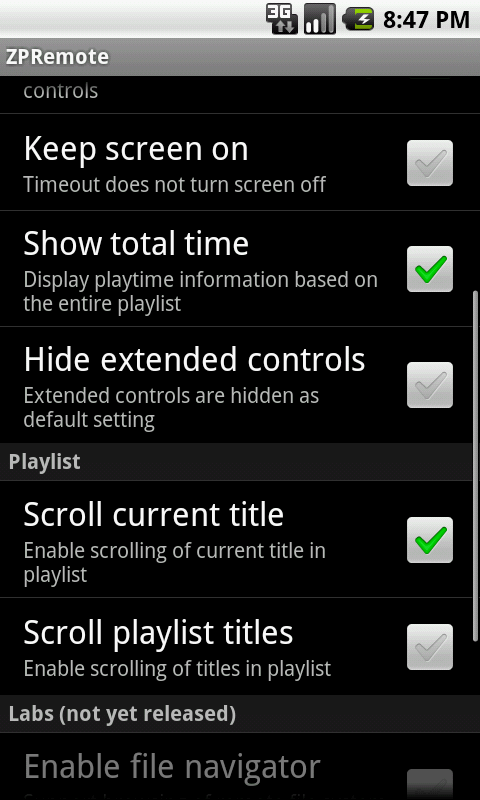 3G 8:47 PM
ZPRemote
controls
Keep screen on
Timeout does not turn screen off
Show total time
Display playtime information based on
the entire playlist
Hide extended controls
Extended controls are hidden as
default setting
Playlist
Scroll current title
Enable scrolling of current title in
playlist
Scroll playlist titles
Enable scrolling of titles in playlist
Labs (not yet released)
Enable file navigator